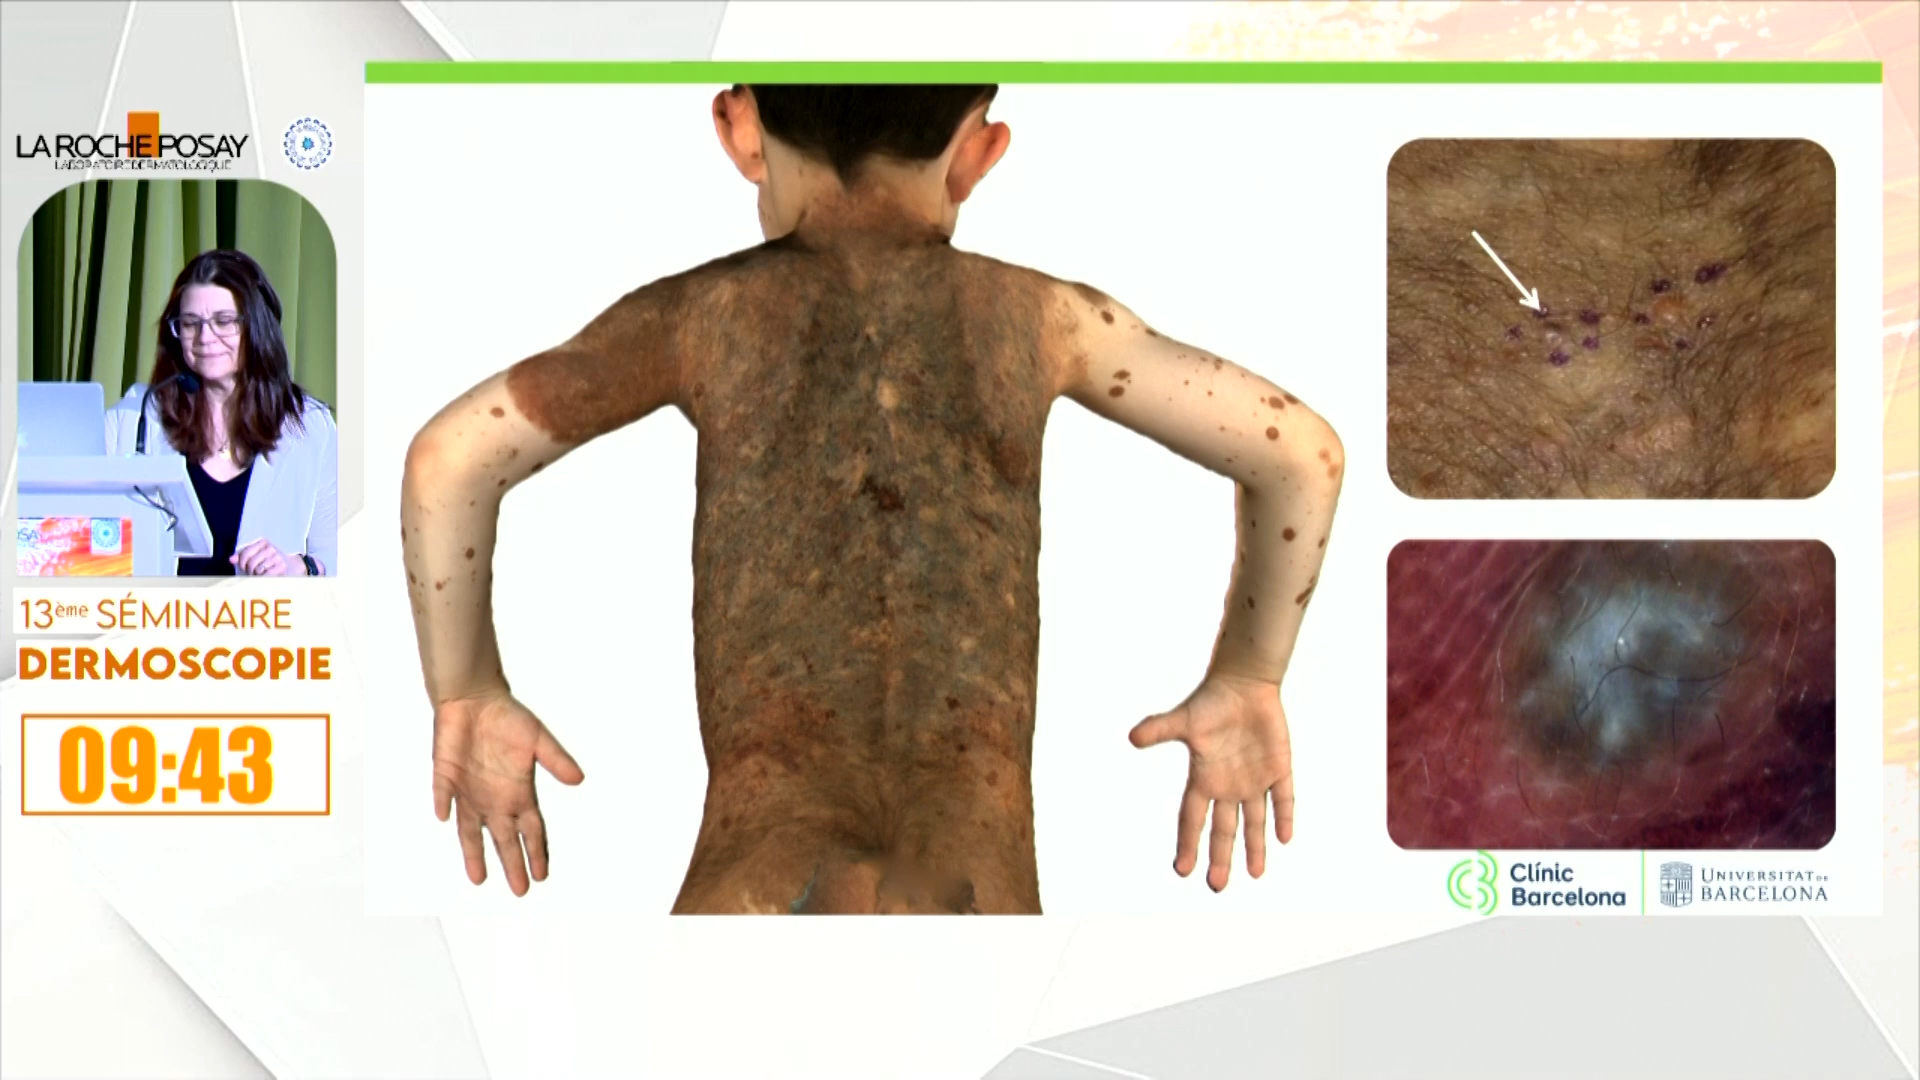 LA ROCHE POSAY
LABORATOIRE DERMATOLOGIQUE
13ème SÉMINAIRE
DERMOSCOPIE
09:43
Clínic
Barcelona
UNIVERSITAT DE
BARCELONA